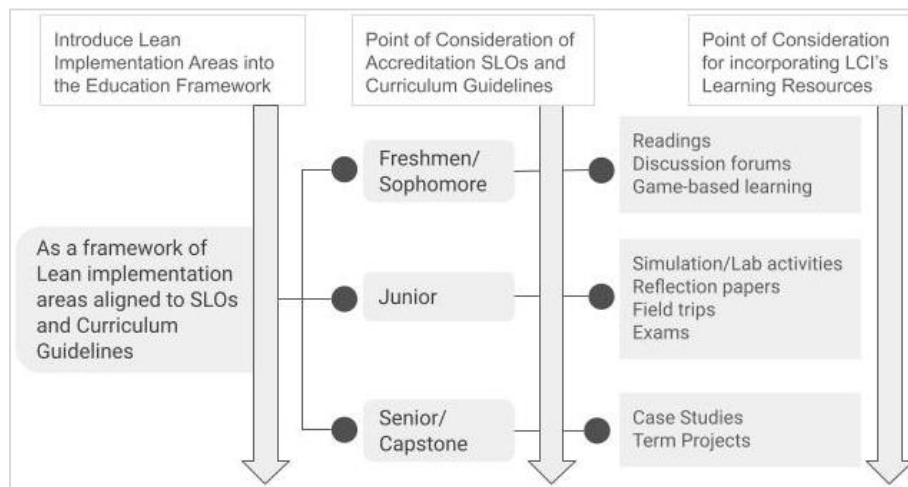 Introduce Lean
Implementation Areas into
the Education Framework
Point of Consideration of
Accreditation SLOs and
Curriculum Guidelines
Point of Consideration
for incorporating LCI's
Learning Resources
As a framework of
Lean implementation
areas aligned to SLOs
and Curriculum
Guidelines
Freshmen/
Sophomore
Readings
Discussion forums
Game-based learning
Junior
Simulation/Lab activities
Reflection papers
Field trips
Exams
Senior/
Capstone
Case Studies
Term Projects